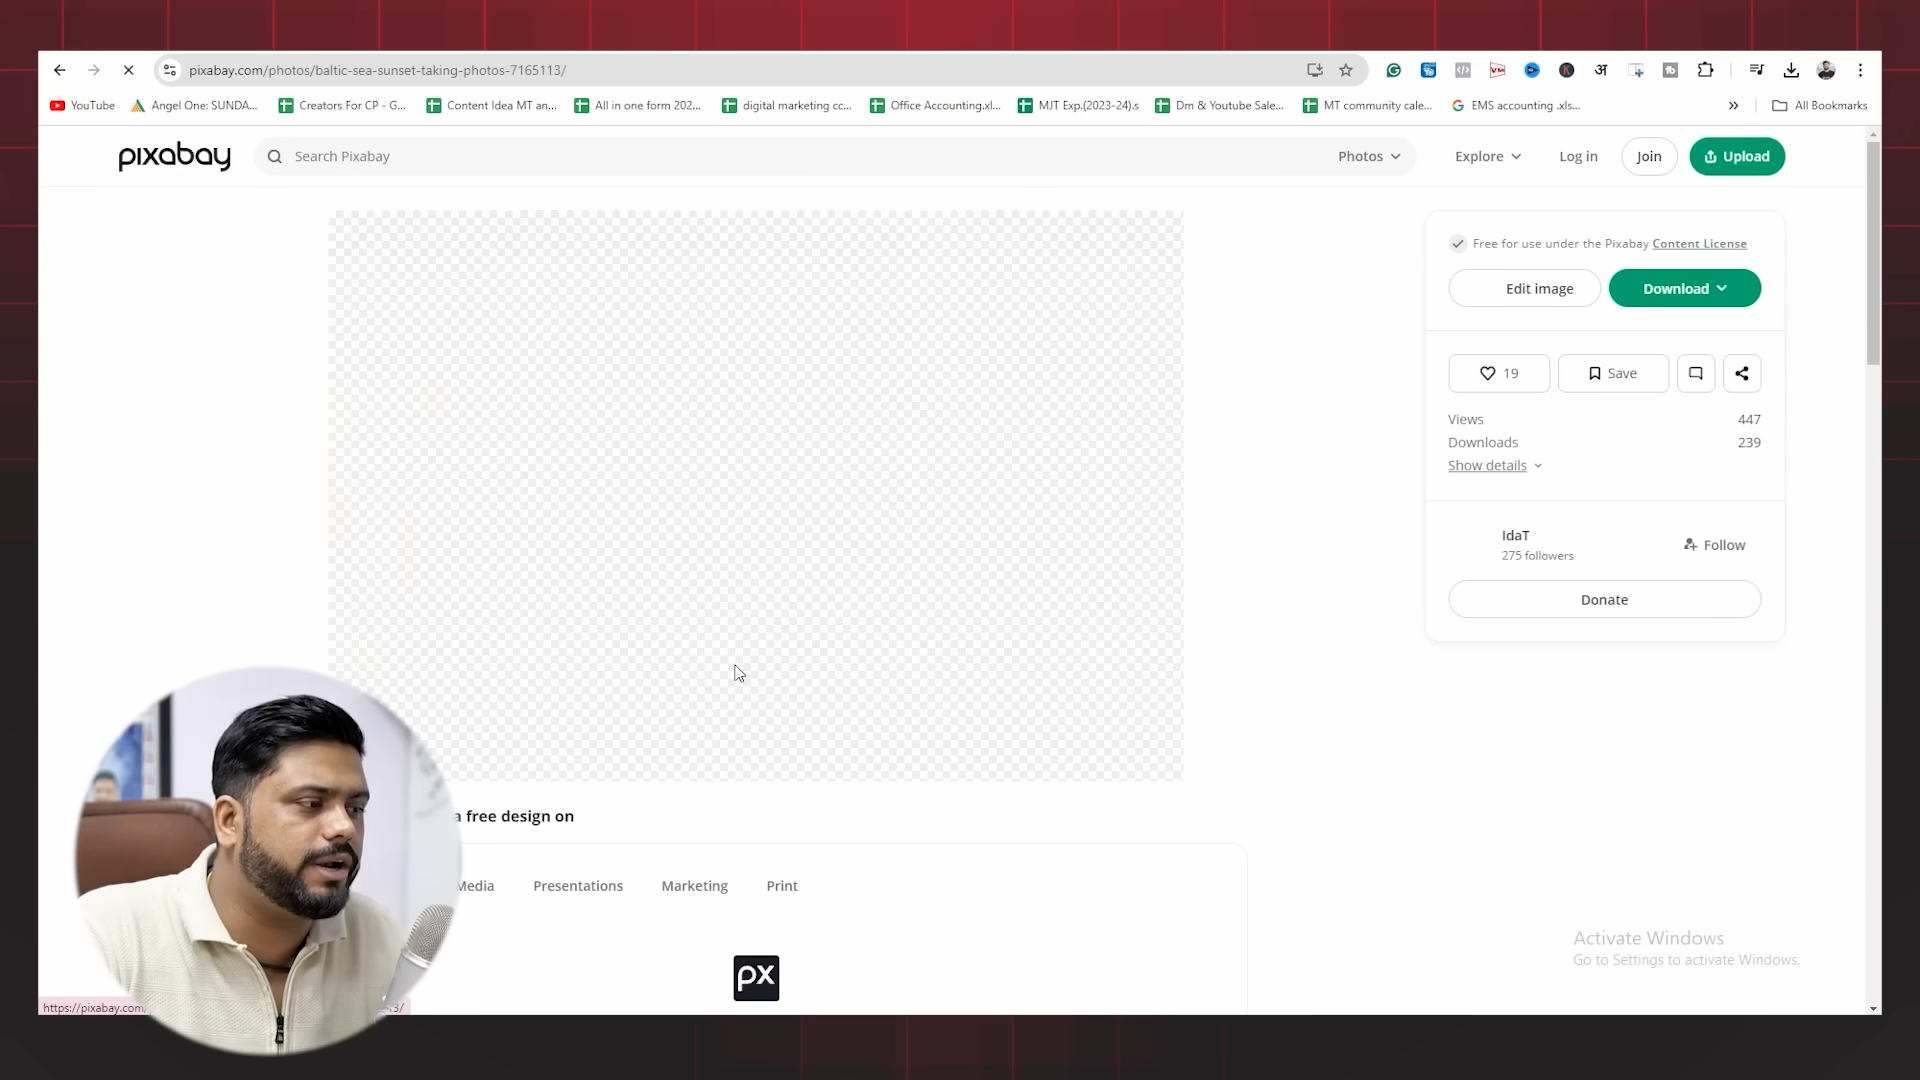 pixabay.com/photos/baltic-sea-sunset-taking-photos-7165113/
YouTube
Angel One: SUNDA...
Creators For CP - G...
Content Idea MT an...
All in one form 202...
digital marketing cc...
Office Accounting.xl...
MJT Exp.(2023-24).s
Dm & Youtube Sale...
MT community cale...
EMS accounting .xls...
All Bookmarks
pixabay
Search Pixabay
Photos
Explore
Log in
Join
Upload
Free for use under the Pixabay Content License
Edit image
Download
19
Save
Views 447
Downloads 239
Show details
IdaT
275 followers
Follow
Donate
a free design on
Media
Presentations
Marketing
Print
px
Activate Windows
Go to Settings to activate Windows.
https://pixabay.com/
3/